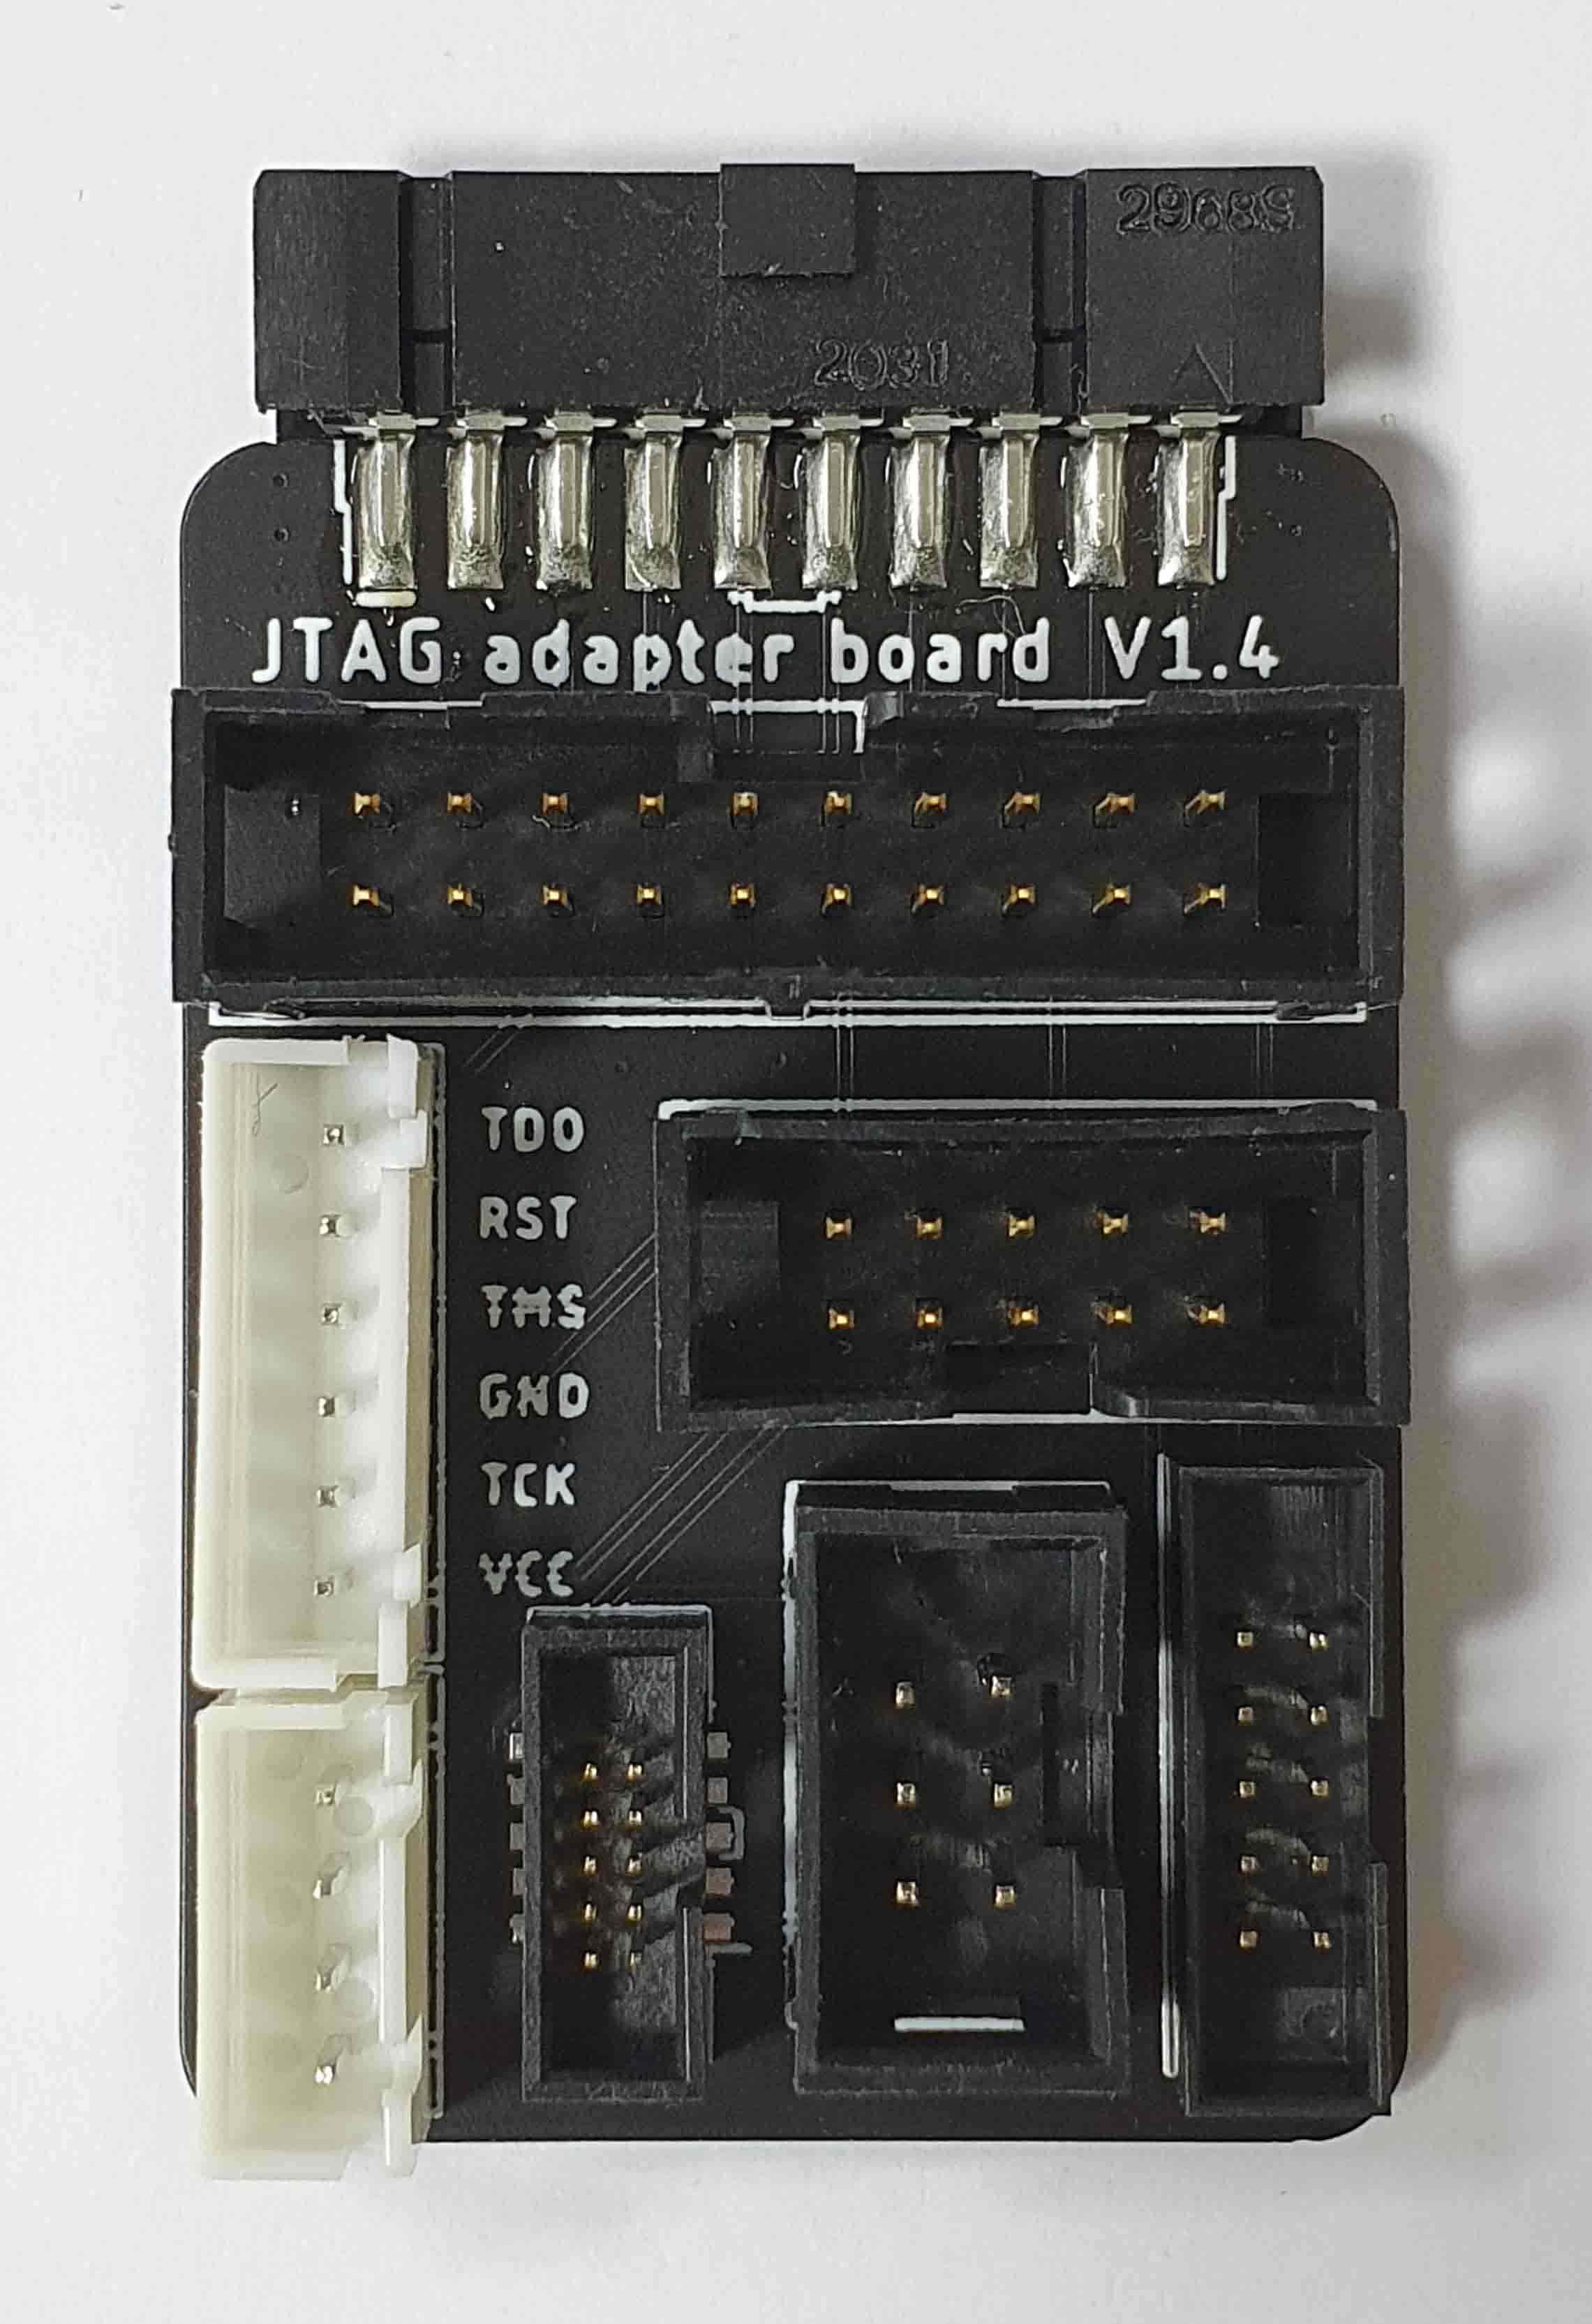 29689
2031
JTAG adapter board V1.4
TDO
RST
TMS
GND
TCK
VCC